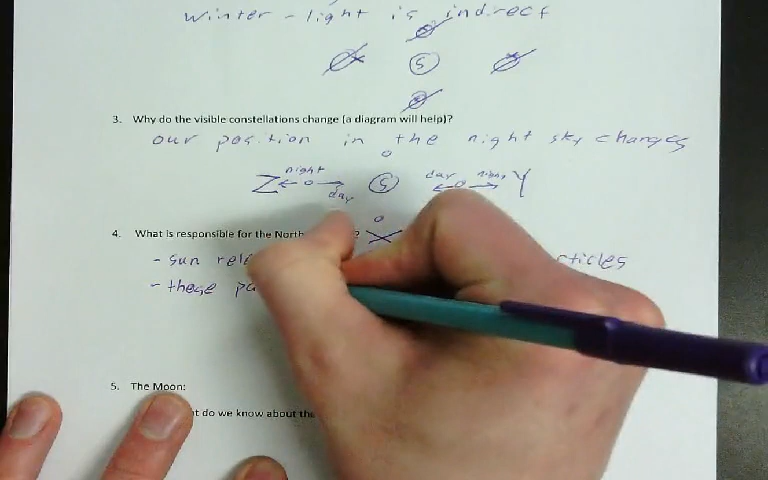 Winter - light is indirect
S
3. Why do the visible constellations change (a diagram will help)?
our position in the night sky changes
night
day night
Z S Y
day
4. What is responsible for the North ?
X
- sun rel rticles
- these pa
5. The Moon:
t do we know about the